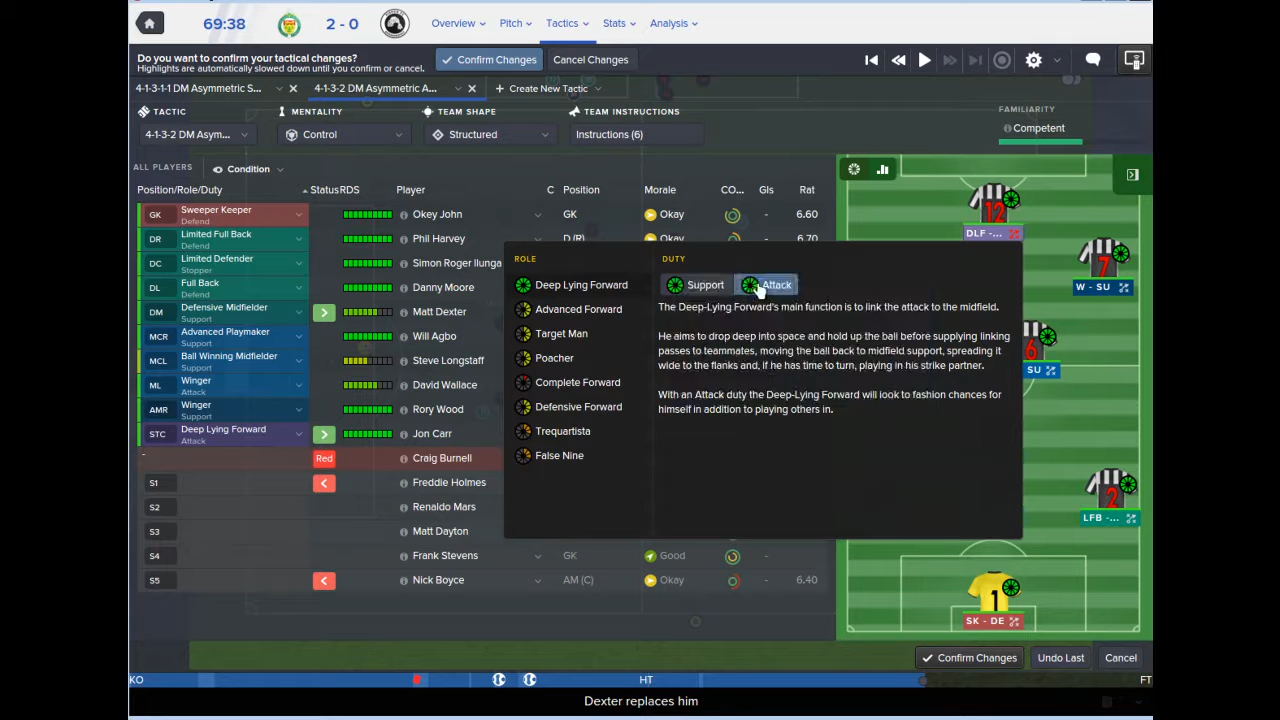 69:38
2 - 0
Overview
Pitch
Tactics
Stats
Analysis
Do you want to confirm your tactical changes?
Highlights are automatically slowed down until you confirm or cancel.
Confirm Changes
Cancel Changes
4-1-3-1-1 DM Asymmetric S...
4-1-3-2 DM Asymmetric A...
Create New Tactic
TACTIC
MENTALITY
TEAM SHAPE
TEAM INSTRUCTIONS
FAMILIARITY
4-1-3-2 DM Asym...
Control
Structured
Instructions (6)
Competent
ALL PLAYERS
Condition
Position/Role/Duty
Status
RDS
Player
C
Position
Morale
CO...
Gls
Rat
GK
Sweeper Keeper
Defend
Okey John
GK
Okay
-
6.60
DR
Limited Full Back
Defend
Phil Harvey
D (R)
Okay
-
6.70
DC
Limited Defender
Stopper
Simon Roger Ilunga
DL
Full Back
Defend
Danny Moore
DM
Defensive Midfielder
Support
Matt Dexter
MCR
Advanced Playmaker
Support
Will Agbo
MCL
Ball Winning Midfielder
Support
Steve Longstaff
ML
Winger
Attack
David Wallace
AMR
Winger
Support
Rory Wood
STC
Deep Lying Forward
Attack
Jon Carr
-
Red
Craig Burnell
S1
Freddie Holmes
S2
Renaldo Mars
S3
Matt Dayton
S4
Frank Stevens
GK
Good
-
S5
Nick Boyce
AM (C)
Okay
-
6.40
ROLE
Deep Lying Forward
Advanced Forward
Target Man
Poacher
Complete Forward
Defensive Forward
Trequartista
False Nine
DUTY
Support
Attack
The Deep-Lying Forward's main function is to link the attack to the midfield.
He aims to drop deep into space and hold up the ball before supplying linking
passes to teammates, moving the ball back to midfield support, spreading it
wide to the flanks and, if he has time to turn, playing in his strike partner.
With an Attack duty the Deep-Lying Forward will look to fashion chances for
himself in addition to playing others in.
12
DLF - ...
7
W - SU
6
SU
2
LFB - ...
1
SK - DE
Confirm Changes
Undo Last
Cancel
KO
HT
FT
Dexter replaces him